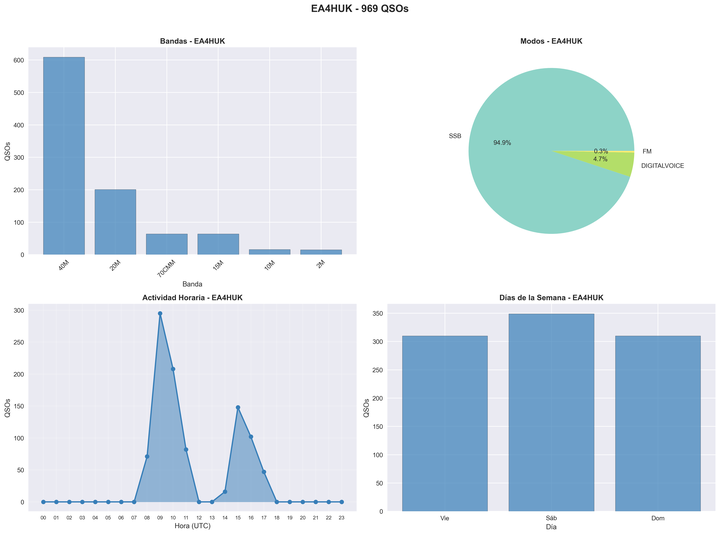 EA4HUK - 969 QSOs
Bandas - EA4HUK
600
500
400
300
200
100
0
QSOs
40M
20M
70CMM
15M
10M
2M
Banda
Modos - EA4HUK
SSB
94.9%
0.3%
4.7%
FM
DIGITALVOICE
Actividad Horaria - EA4HUK
300
250
200
150
100
50
0
QSOs
00 01 02 03 04 05 06 07 08 09 10 11 12 13 14 15 16 17 18 19 20 21 22 23
Hora (UTC)
Días de la Semana - EA4HUK
350
300
250
200
150
100
50
0
QSOs
Vie Sáb Dom
Día